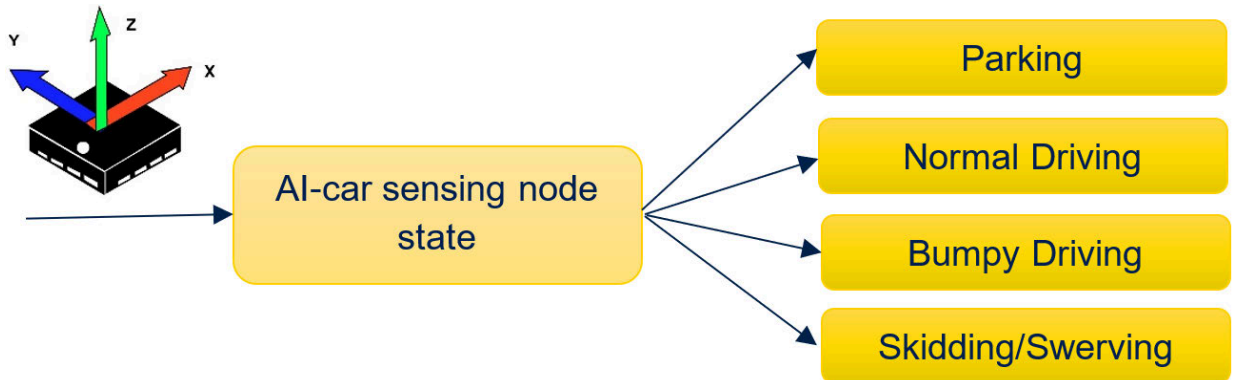 Z
Y
X
AI-car sensing node
state
Parking
Normal Driving
Bumpy Driving
Skidding/Swerving